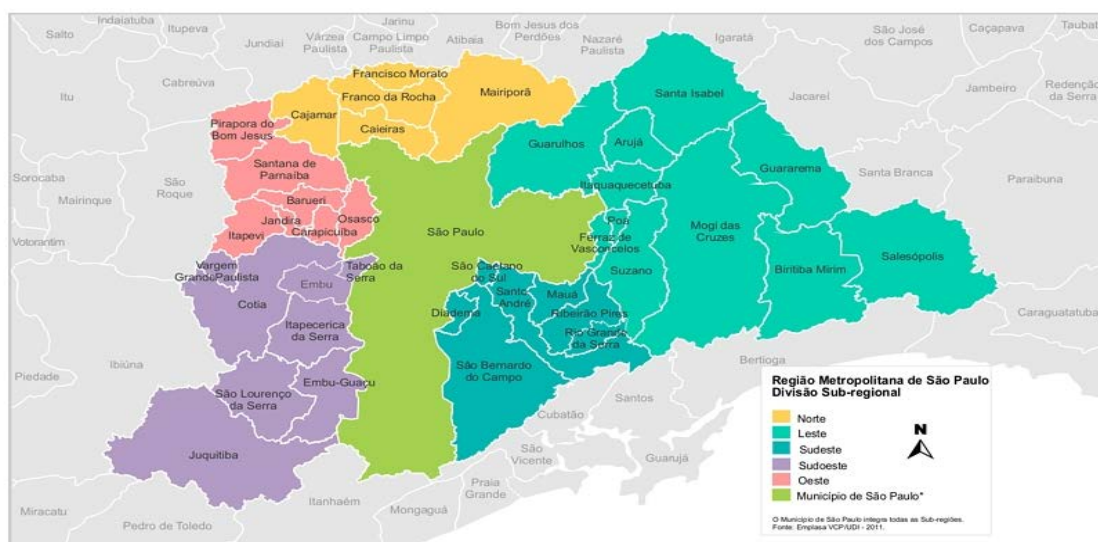 Indaiatuba
Itupeva
Salto
Jundiaí
Várzea
Paulista
Jarinu
Campo Limpo
Paulista
Atibaia
Bom Jesus dos
Perdões
Nazaré
Paulista
Igaratá
São José
dos Campos
Caçapava
Taubat
Redenção
da Serra
Jambeiro
Jacareí
Cabreúva
Itu
Francisco Morato
Franco da Rocha
Mairiporã
Cajamar
Caieiras
Santa Isabel
Pirapora do
Bom Jesus
Guarulhos
Arujá
Santana de
Parnaíba
Itaquaquecetuba
Guararema
Santa Branca
Paraibuna
Sorocaba
Mairinque
São
Roque
Votorantim
Barueri
Jandira
Osasco
Carapicuíba
Itapevi
São Paulo
Poá
Ferraz de
Vasconcelos
Mogi das
Cruzes
Suzano
Biritiba Mirim
Salesópolis
Vargem
Grande Paulista
Taboão da
Serra
Embu
Cotia
São Caetano
do Sul
Santo
André
Mauá
Diadema
Ribeirão Pires
Rio Grande
da Serra
Itapecerica
da Serra
Caraguatatuba
Ibiúna
Piedade
São Bernardo
do Campo
Bertioga
Embu-Guaçu
São Lourenço
da Serra
Santos
Cubatão
São
Vicente
Guarujá
Juquitiba
Praia
Grande
Itanhaém
Mongaguá
Miracatu
Pedro de Toledo
Região Metropolitana de São Paulo
Divisão Sub-regional
Norte
Leste
Sudeste
Sudoeste
Oeste
Município de São Paulo*
N
O Município de São Paulo integra todas as Sub-regiões.
Fonte: Emplasa VCP/UDI - 2011.